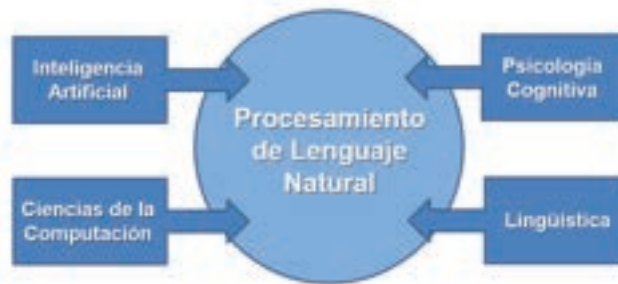 Inteligencia
Artificial
Psicología
Cognitiva
Procesamiento
de Lenguaje
Natural
Ciencias de la
Computación
Lingüística